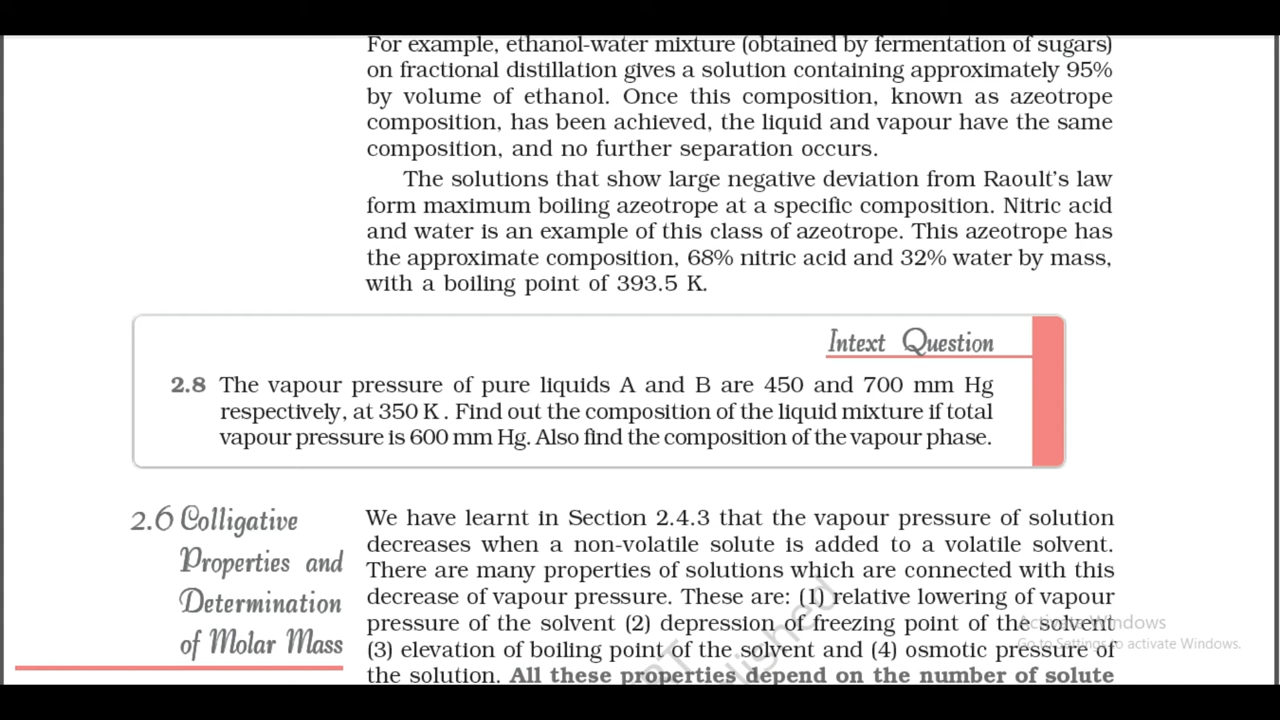 For example, ethanol-water mixture (obtained by fermentation of sugars)
on fractional distillation gives a solution containing approximately 95%
by volume of ethanol. Once this composition, known as azeotrope
composition, has been achieved, the liquid and vapour have the same
composition, and no further separation occurs.
The solutions that show large negative deviation from Raoult's law
form maximum boiling azeotrope at a specific composition. Nitric acid
and water is an example of this class of azeotrope. This azeotrope has
the approximate composition, 68% nitric acid and 32% water by mass,
with a boiling point of 393.5 K.
Intext Question
2.8 The vapour pressure of pure liquids A and B are 450 and 700 mm Hg
respectively, at 350 K . Find out the composition of the liquid mixture if total
vapour pressure is 600 mm Hg. Also find the composition of the vapour phase.
2.6 Colligative
Properties and
Determination
of Molar Mass
We have learnt in Section 2.4.3 that the vapour pressure of solution
decreases when a non-volatile solute is added to a volatile solvent.
There are many properties of solutions which are connected with this
decrease of vapour pressure. These are: (1) relative lowering of vapour
pressure of the solvent (2) depression of freezing point of the solvent
(3) elevation of boiling point of the solvent and (4) osmotic pressure of
the solution. All these properties depend on the number of solute
Activate Windows
Go to Settings to activate Windows.